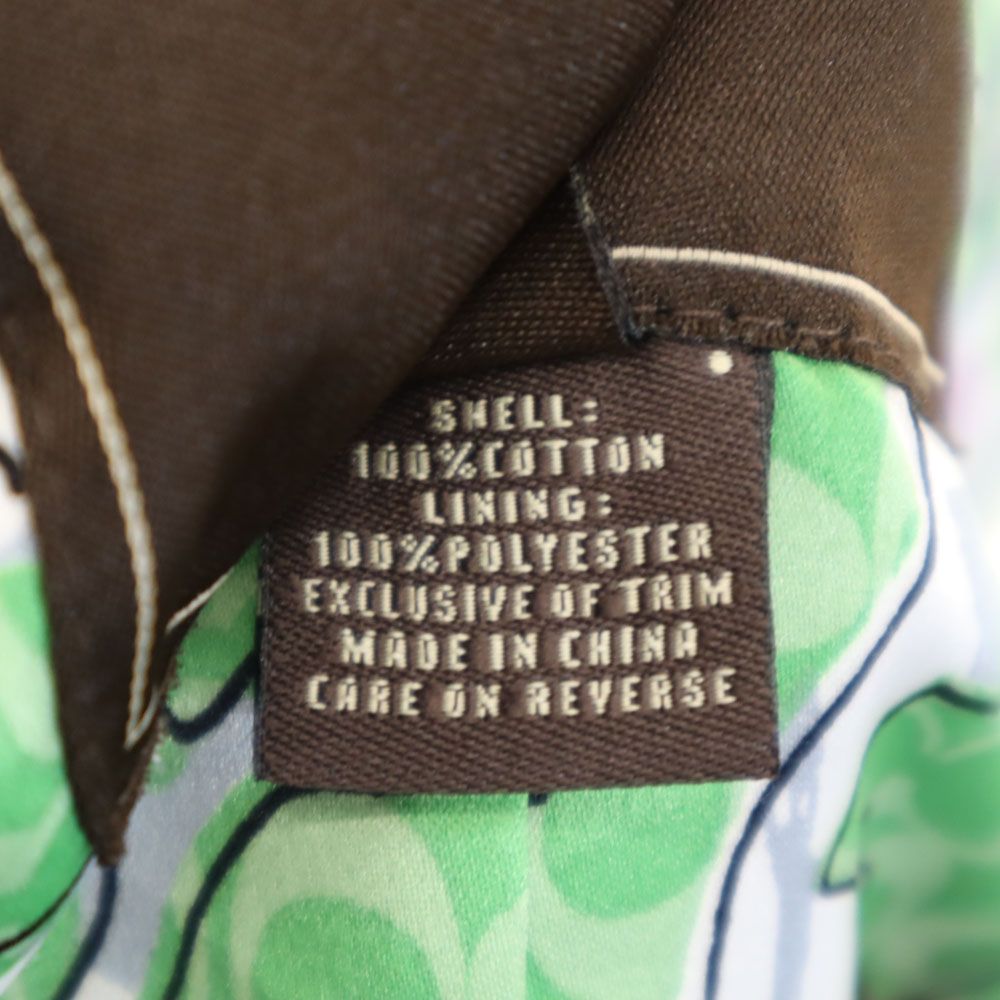 SHELL:
100%COTTON
LINING:
100%POLYESTER
EXCLUSIVE OF TRIM
MADE IN CHINA
CARE ON REVERSE